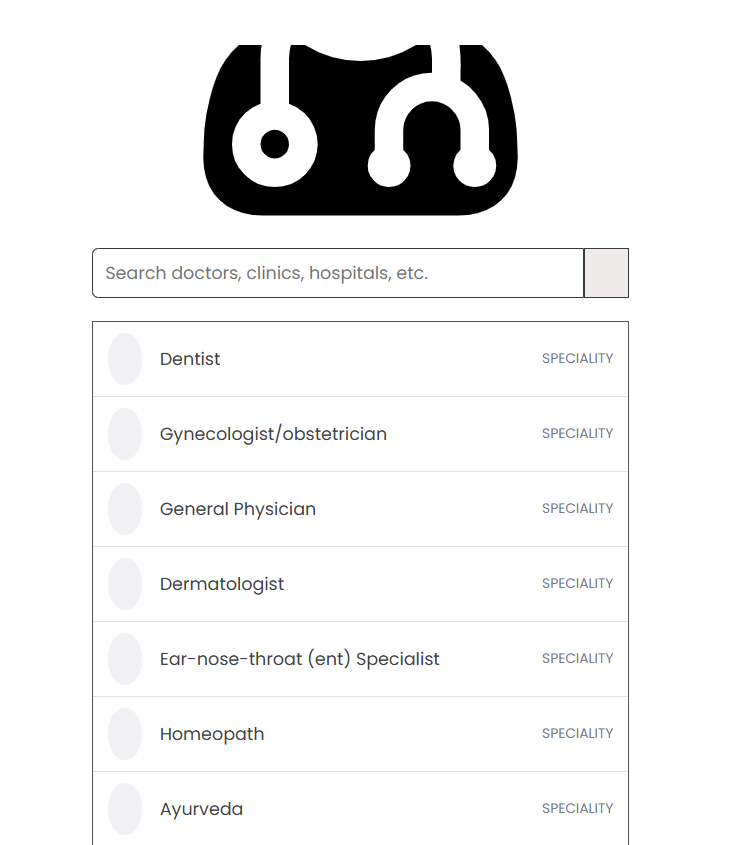 Search doctors, clinics, hospitals, etc.
Dentist SPECIALITY
Gynecologist/obstetrician SPECIALITY
General Physician SPECIALITY
Dermatologist SPECIALITY
Ear-nose-throat (ent) Specialist SPECIALITY
Homeopath SPECIALITY
Ayurveda SPECIALITY